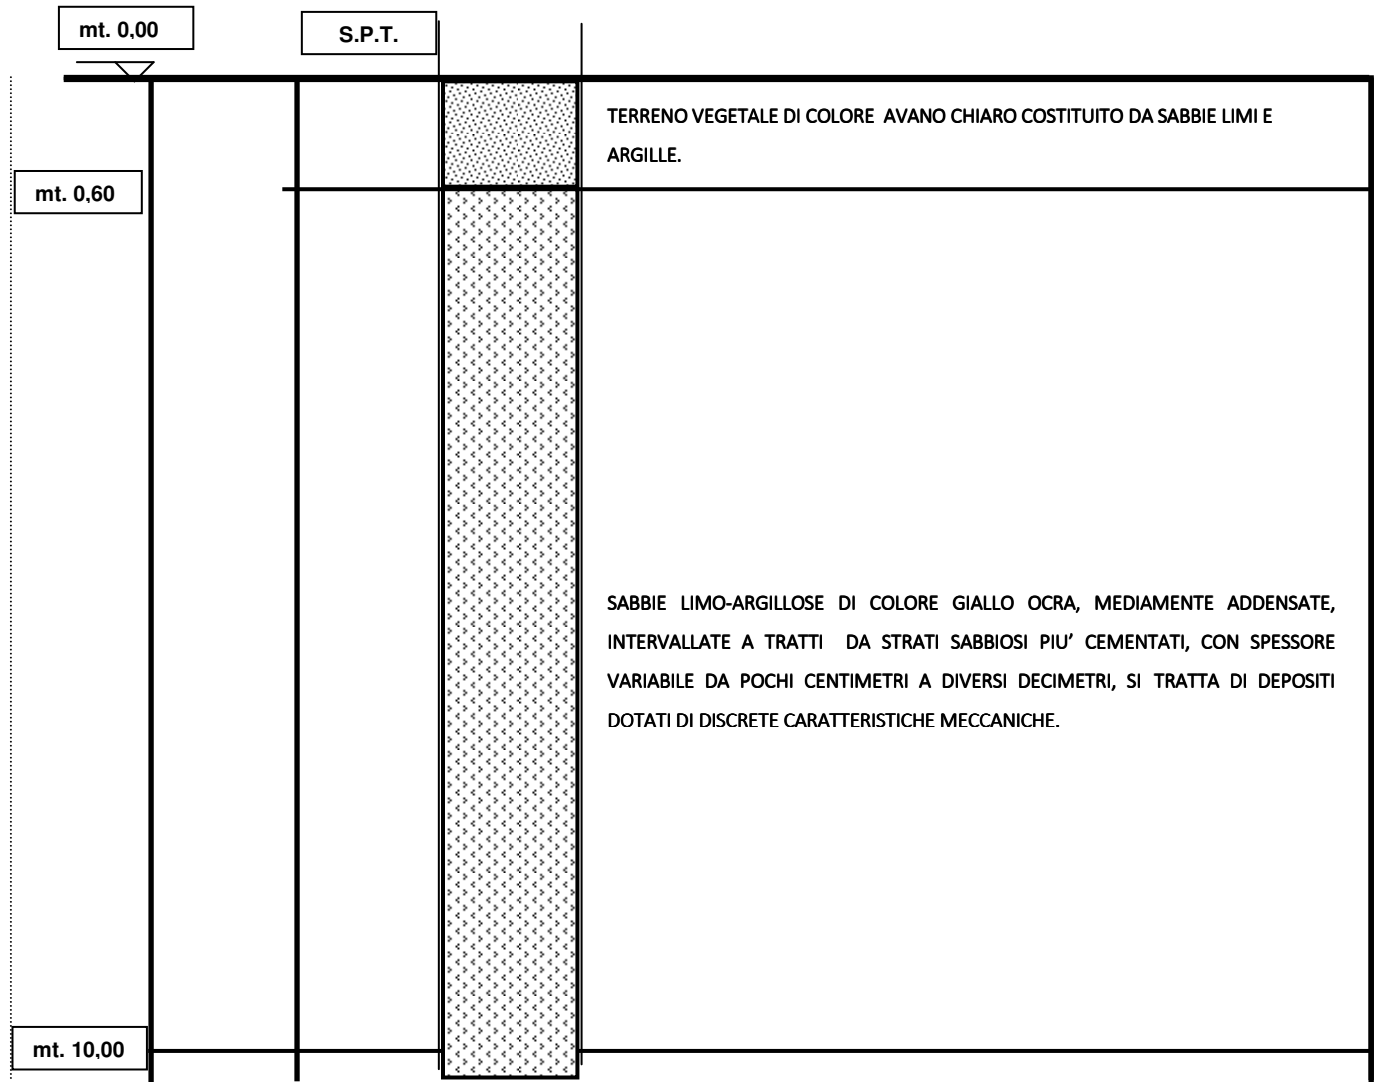 mt. 0,00
S.P.T.
TERRENO VEGETALE DI COLORE AVANO CHIARO COSTITUITO DA SABBIE LIMI E
ARGILLE.
mt. 0,60
SABBIE LIMO-ARGILLOSE DI COLORE GIALLO OCRA, MEDIAMENTE ADDENSATE,
INTERVALLATE A TRATTI DA STRATI SABBIOSI PIU’ CEMENTATI, CON SPESSORE
VARIABILE DA POCHI CENTIMETRI A DIVERSI DECIMETRI, SI TRATTA DI DEPOSITI
DOTATI DI DISCRETE CARATTERISTICHE MECCANICHE.
mt. 10,00